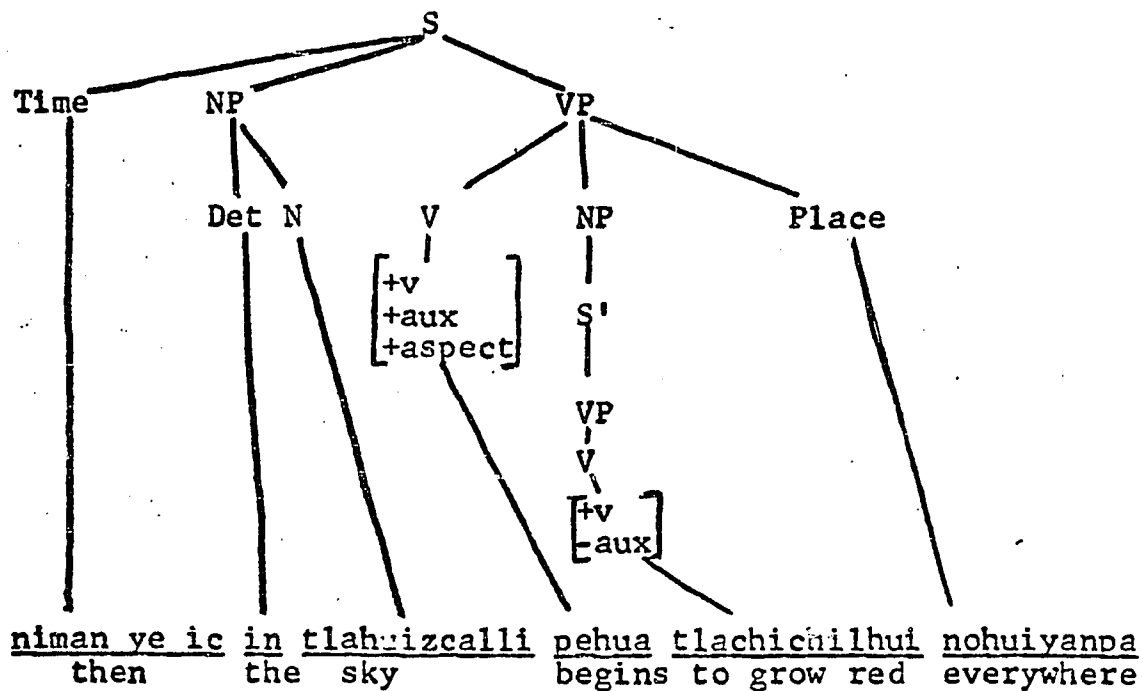 S
Time NP VP
Det N V NP Place
[+v
+aux
+aspect]
S'
VP
V
[+v
-aux]
niman ye ic in tlahuizcalli pehua tlachichilhui nohuiyanpa
then the sky begins to grow red everywhere